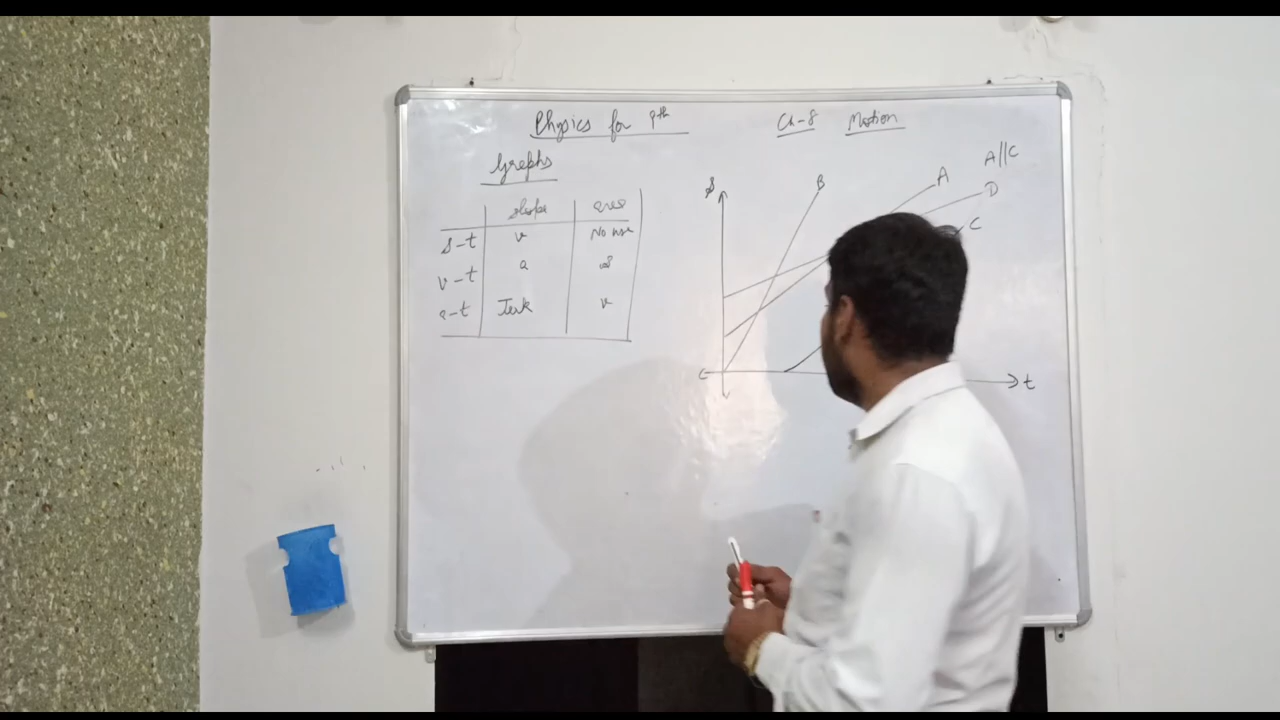 Physics for 9th Ch-8 Motion
Graphs
slope area
s-t v No use
v-t a
a-t Jerk v
S
B
A
A//C
D
C
t